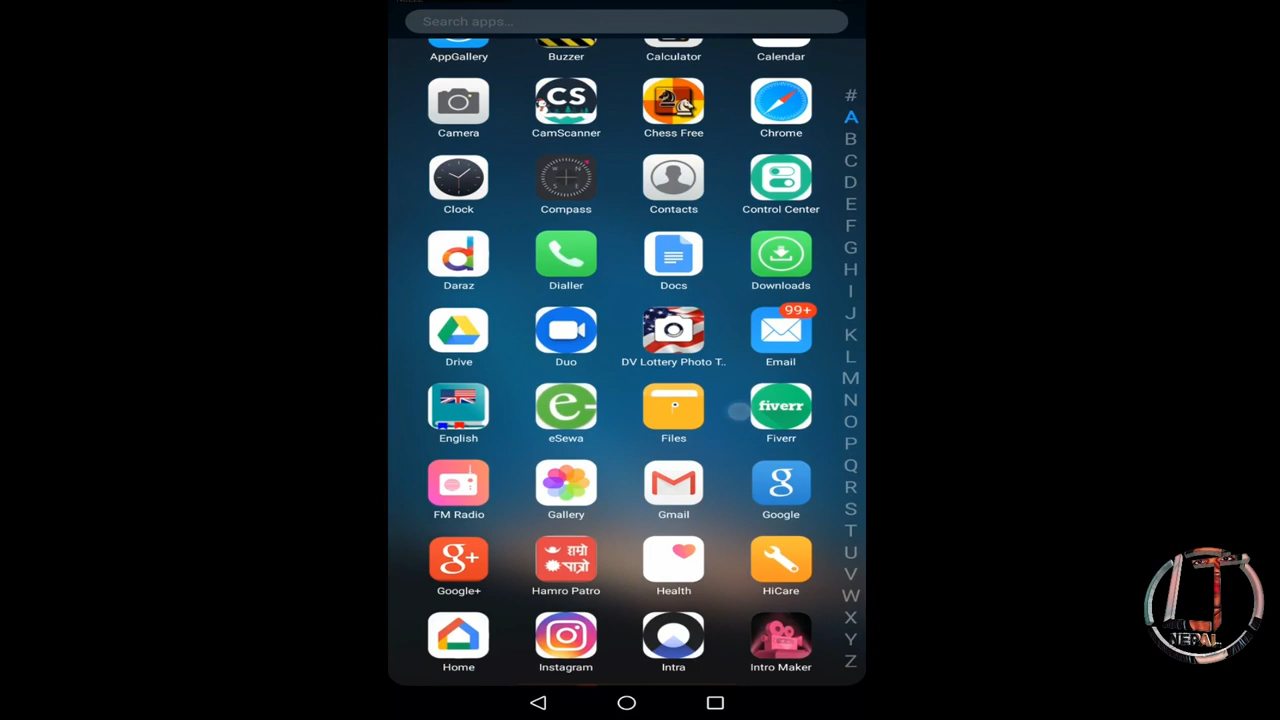 Search apps...
AppGallery Buzzer Calculator Calendar
CS
Camera CamScanner Chess Free Chrome
W N
S E
Clock Compass Contacts Control Center
d
Daraz Dialler Docs Downloads
99+
Drive Duo DV Lottery Photo T.. Email
e- fiverr
English eSewa Files Fiverr
g
FM Radio Gallery Gmail Google
g+ हाम्रो
पात्रो
Google+ Hamro Patro Health HiCare
Home Instagram Intra Intro Maker
#
A
B
C
D
E
F
G
H
I
J
K
L
M
N
O
P
Q
R
S
T
U
V
W
X
Y
Z
NEPAL